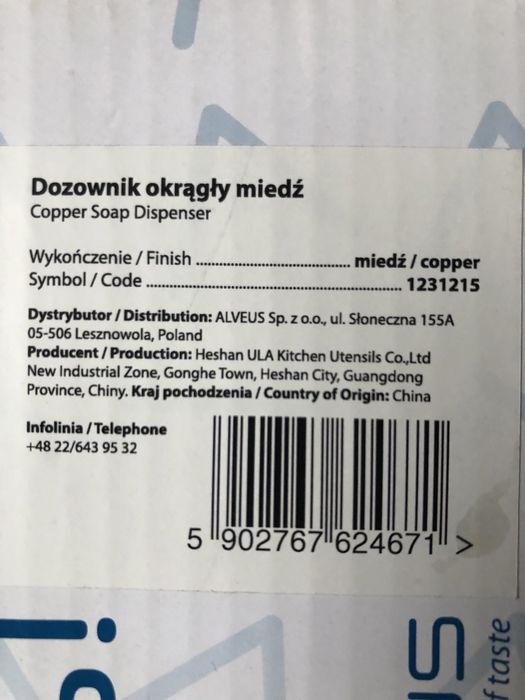 Dozownik okrągły miedź
Copper Soap Dispenser
Wykończenie / Finish ........................................ miedź / copper
Symbol / Code ................................................................ 1231215
Dystrybutor / Distribution: ALVEUS Sp. z o.o., ul. Słoneczna 155A
05-506 Lesznowola, Poland
Producent / Production: Heshan ULA Kitchen Utensils Co.,Ltd
New Industrial Zone, Gonghe Town, Heshan City, Guangdong
Province, Chiny. Kraj pochodzenia / Country of Origin: China
Infolinia / Telephone
+48 22/643 95 32
5 902767 624671 >
us
f taste